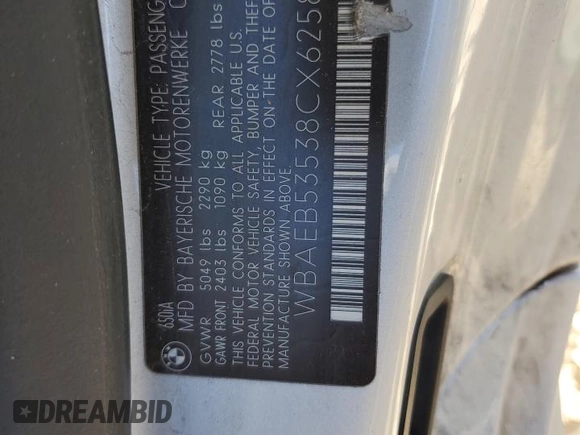 650iA
VEHICLE TYPE: PASSENG
MFD BY BAYERISCHE MOTORENWERKE
GVWR 5049 lbs 2290 kg
GAWR FRONT 2403 lbs 1090 kg REAR 2778 lbs
THIS VEHICLE CONFORMS TO ALL APPLICABLE U.S.
FEDERAL MOTOR VEHICLE SAFETY, BUMPER AND THEF
PREVENTION STANDARDS IN EFFECT ON THE DATE OF
MANUFACTURE SHOWN ABOVE.
WBAEB53538CX6258
BMW
DREAMBID